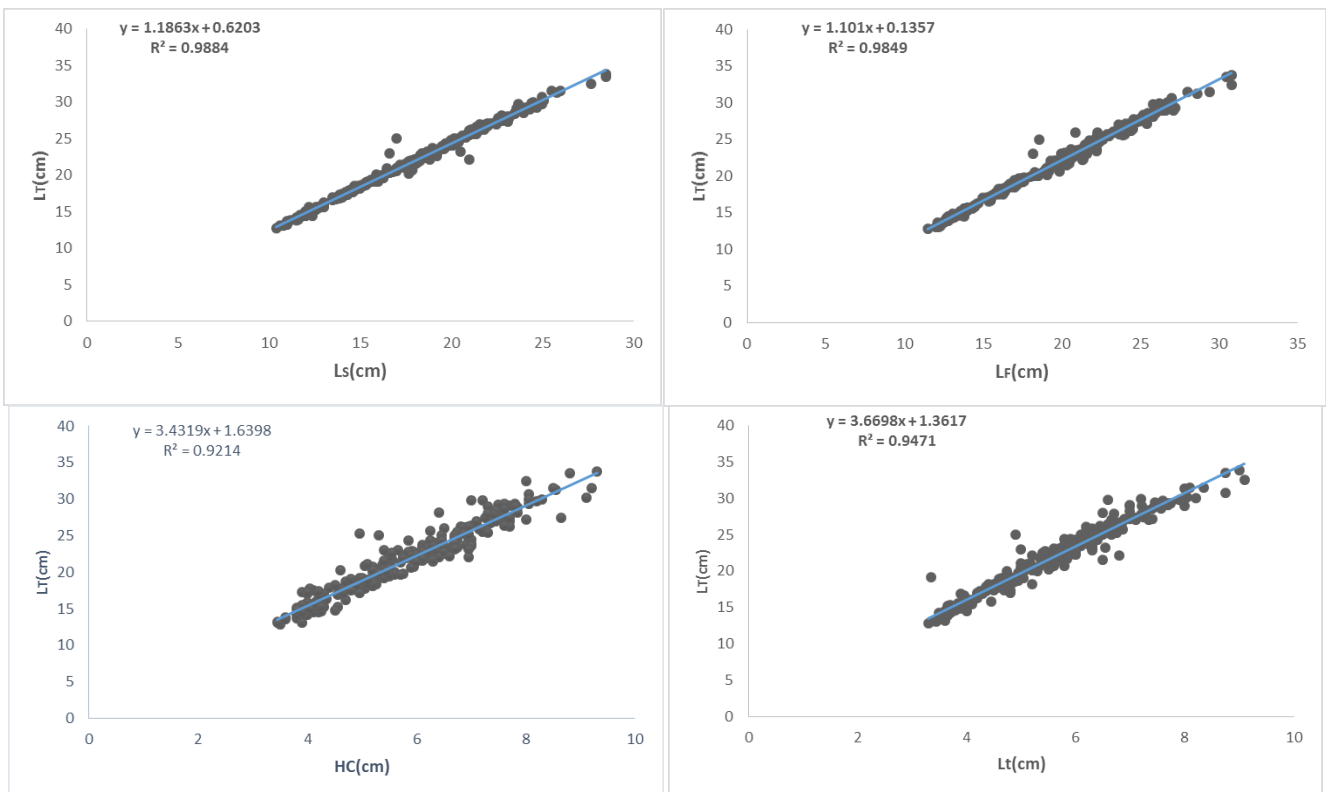 y = 1.1863x + 0.6203
R² = 0.9884
40
35
30
25
20
15
10
5
0
LT(cm)
0 5 10 15 20 25 30
LS(cm)
y = 1.101x + 0.1357
R² = 0.9849
40
35
30
25
20
15
10
5
0
LT(cm)
0 5 10 15 20 25 30 35
LF(cm)
y = 3.4319x + 1.6398
R² = 0.9214
40
35
30
25
20
15
10
5
0
LT(cm)
0 2 4 6 8 10
HC(cm)
y = 3.6698x + 1.3617
R² = 0.9471
40
35
30
25
20
15
10
5
0
LT(cm)
0 2 4 6 8 10
Lt(cm)